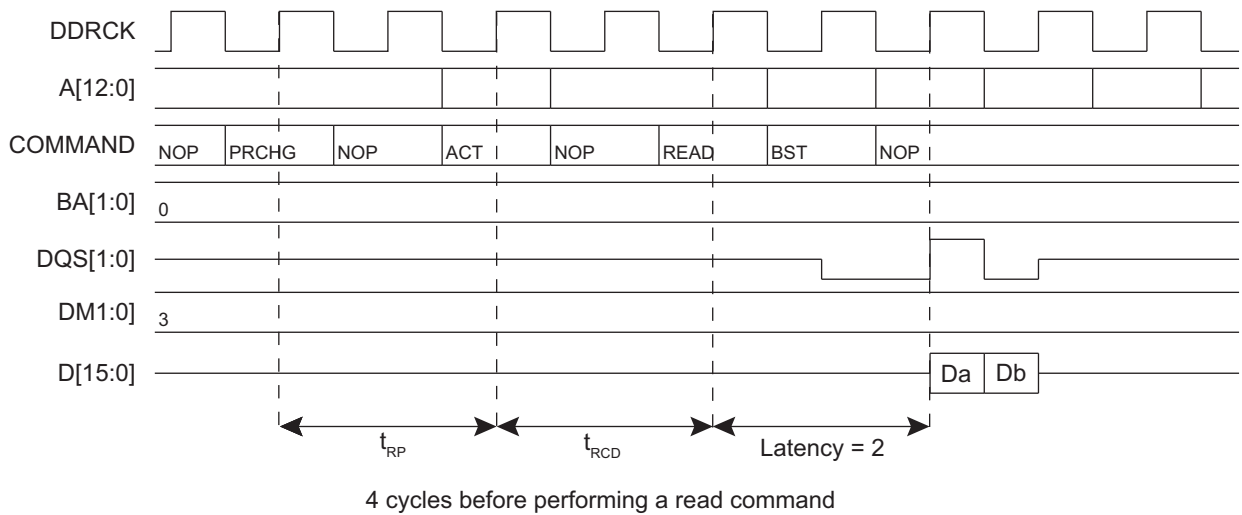 DDRCK
A[12:0]
COMMAND NOP PRCHG NOP ACT NOP READ BST NOP
BA[1:0] 0
DQS[1:0]
DM1:0] 3
D[15:0] Da Db
tRP tRCD Latency = 2
4 cycles before performing a read command